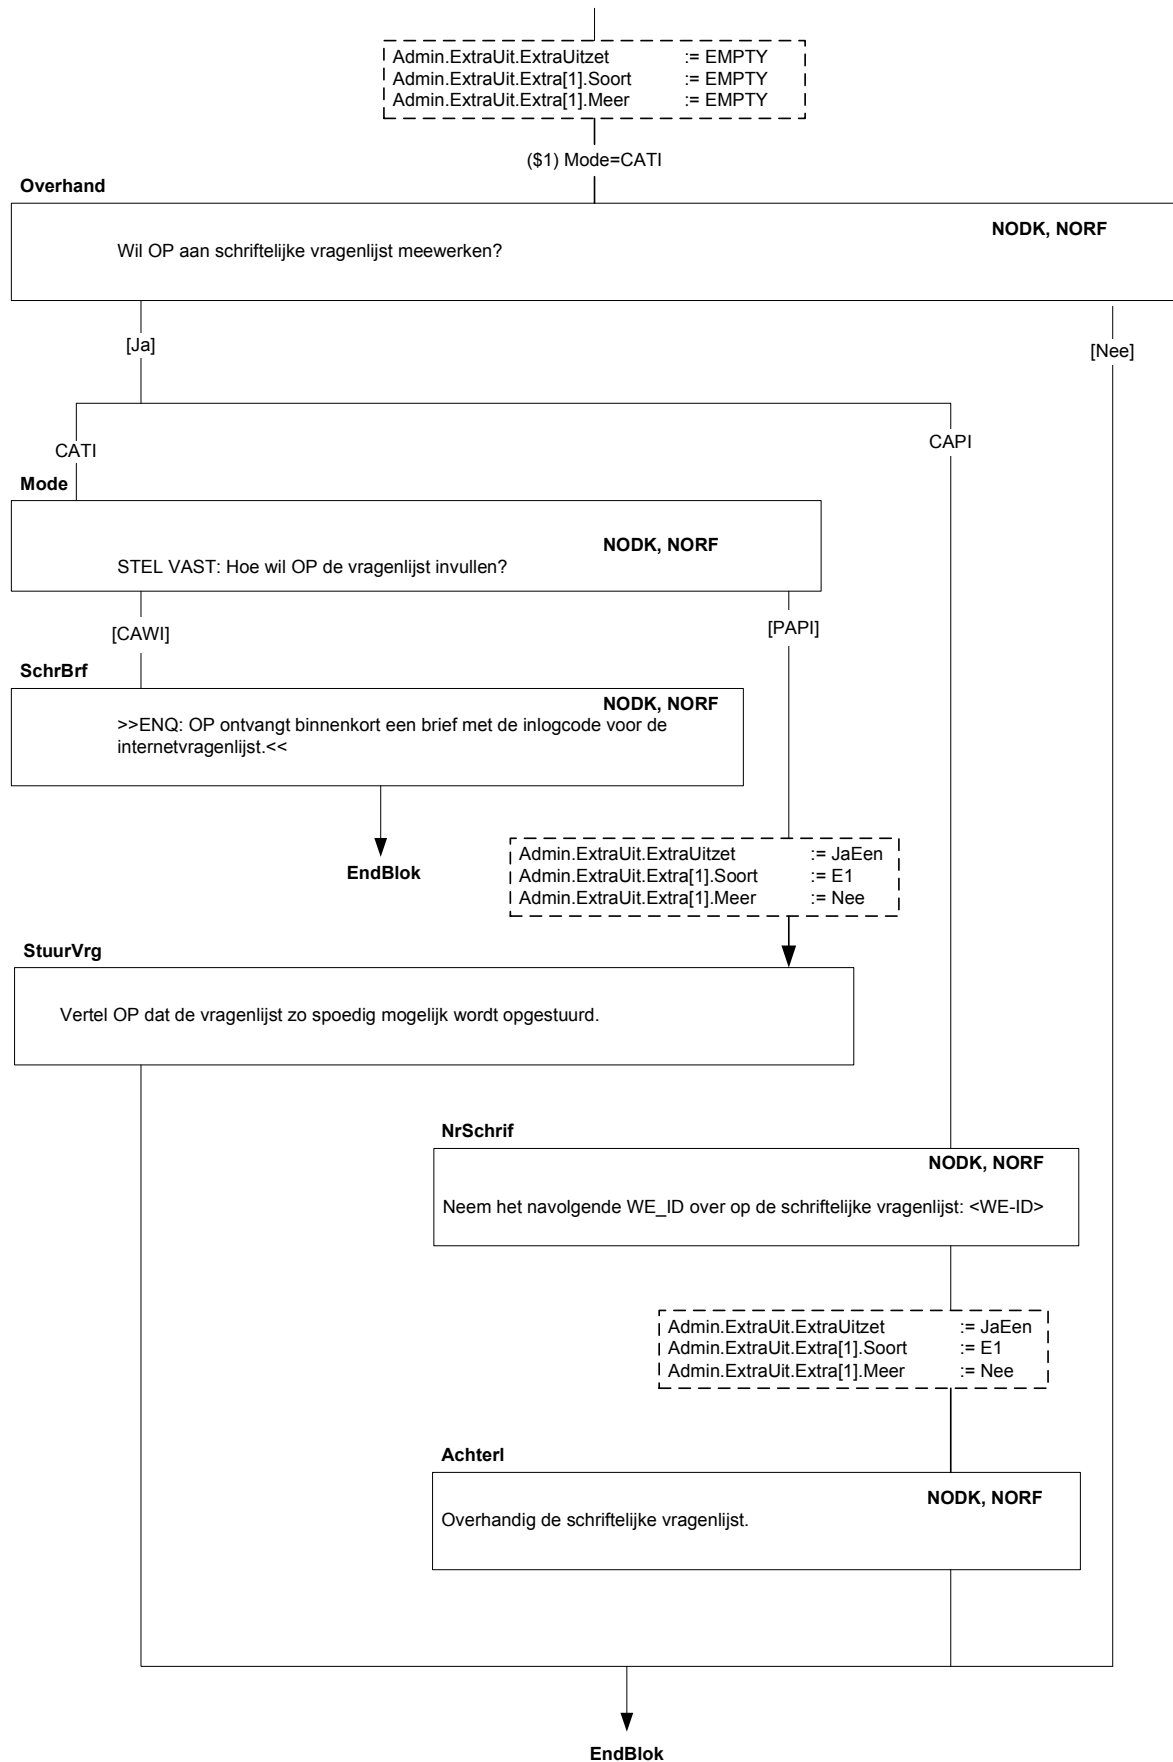 Admin.ExtraUit.ExtraUitzet := EMPTY
Admin.ExtraUit.Extra[1].Soort := EMPTY
Admin.ExtraUit.Extra[1].Meer := EMPTY
($1) Mode=CATI
Overhand
NODK, NORF
Wil OP aan schriftelijke vragenlijst meewerken?
[Ja]
[Nee]
CATI
CAPI
Mode
NODK, NORF
STEL VAST: Hoe wil OP de vragenlijst invullen?
[CAWI]
[PAPI]
SchrBrf
NODK, NORF
>>ENQ: OP ontvangt binnenkort een brief met de inlogcode voor de
internetvragenlijst.<<
EndBlok
Admin.ExtraUit.ExtraUitzet := JaEen
Admin.ExtraUit.Extra[1].Soort := E1
Admin.ExtraUit.Extra[1].Meer := Nee
StuurVrg
Vertel OP dat de vragenlijst zo spoedig mogelijk wordt opgestuurd.
NrSchrif
NODK, NORF
Neem het navolgende WE_ID over op de schriftelijke vragenlijst: <WE-ID>
Admin.ExtraUit.ExtraUitzet := JaEen
Admin.ExtraUit.Extra[1].Soort := E1
Admin.ExtraUit.Extra[1].Meer := Nee
Achterl
NODK, NORF
Overhandig de schriftelijke vragenlijst.
EndBlok